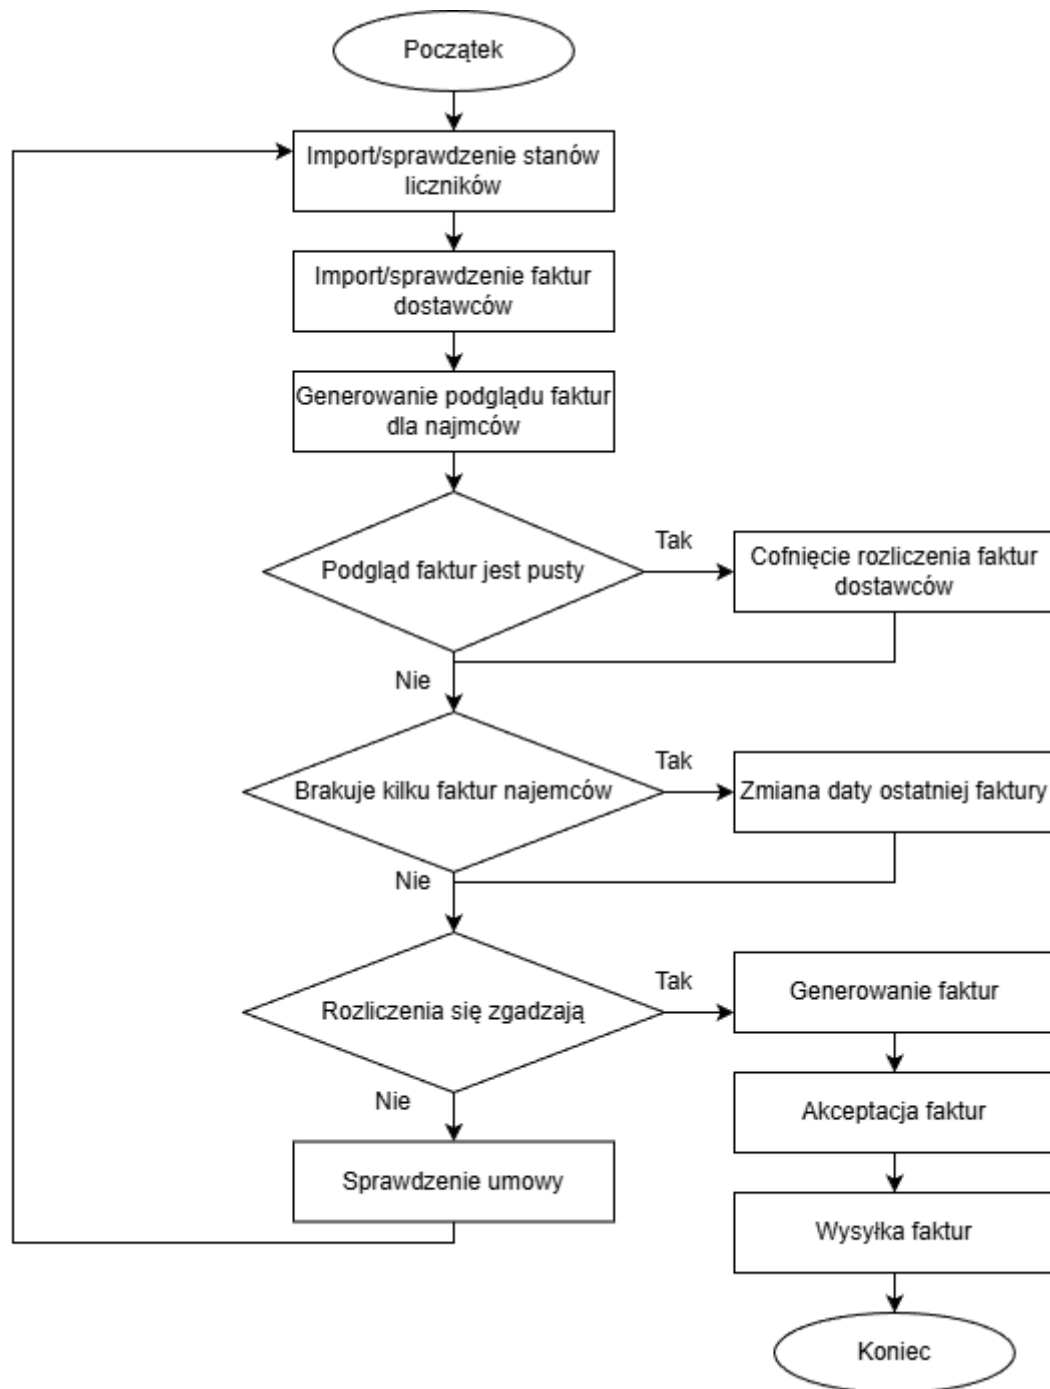 Początek
Import/sprawdzenie stanów
liczników
Import/sprawdzenie faktur
dostawców
Generowanie podglądu faktur
dla najmców
Podgląd faktur jest pusty
Tak
Cofnięcie rozliczenia faktur
dostawców
Nie
Brakuje kilku faktur najemców
Tak
Zmiana daty ostatniej faktury
Nie
Rozliczenia się zgadzają
Tak
Generowanie faktur
Akceptacja faktur
Nie
Sprawdzenie umowy
Wysyłka faktur
Koniec